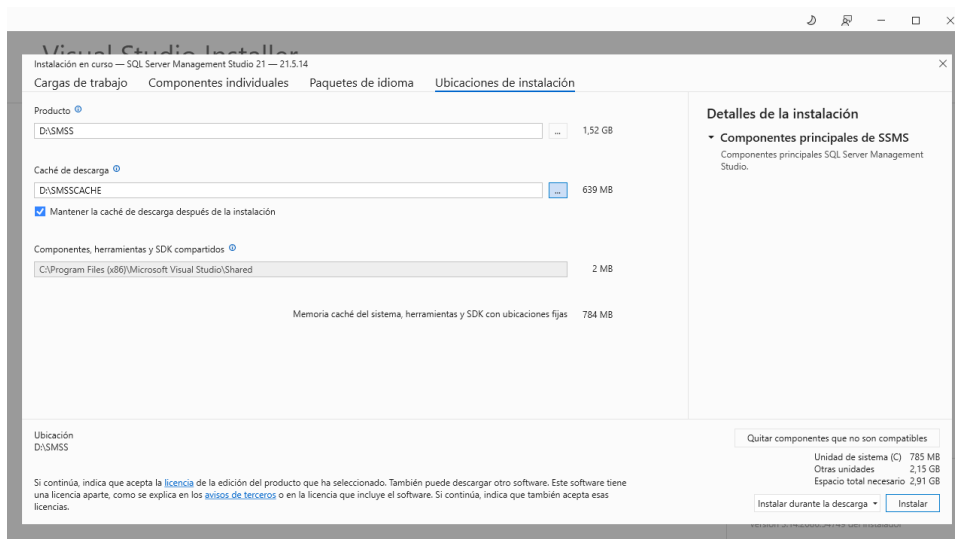 Visual Studio Installer
Instalación en curso — SQL Server Management Studio 21 — 21.5.14
Cargas de trabajo Componentes individuales Paquetes de idioma Ubicaciones de instalación
Producto
D:\SMSS
... 1,52 GB
Caché de descarga
D:\SMSSCACHE
... 639 MB
Mantener la caché de descarga después de la instalación
Componentes, herramientas y SDK compartidos
C:\Program Files (x86)\Microsoft Visual Studio\Shared
2 MB
Memoria caché del sistema, herramientas y SDK con ubicaciones fijas 784 MB
Detalles de la instalación
Componentes principales de SSMS
Componentes principales SQL Server Management
Studio.
Ubicación
D:\SMSS
Si continúa, indica que acepta la licencia de la edición del producto que ha seleccionado. También puede descargar otro software. Este software tiene
una licencia aparte, como se explica en los avisos de terceros o en la licencia que incluye el software. Si continúa, indica que también acepta esas
licencias.
Quitar componentes que no son compatibles
Unidad de sistema (C) 785 MB
Otras unidades 2,15 GB
Espacio total necesario 2,91 GB
Instalar durante la descarga Instalar
del instalador